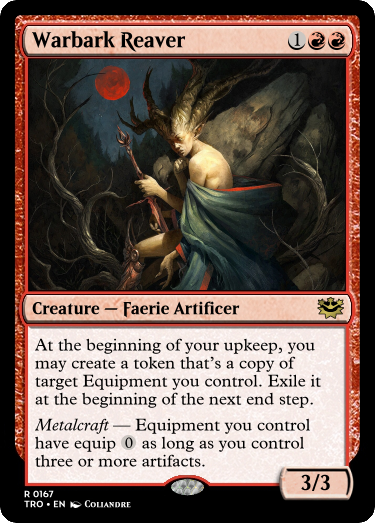 Warbark Reaver 1
Creature — Faerie Artificer
At the beginning of your upkeep, you
may create a token that's a copy of
target Equipment you control. Exile it
at the beginning of the next end step.
Metalcraft — Equipment you control
have equip 0 as long as you control
three or more artifacts.
3/3
R 0167
TRO • EN Coliandre